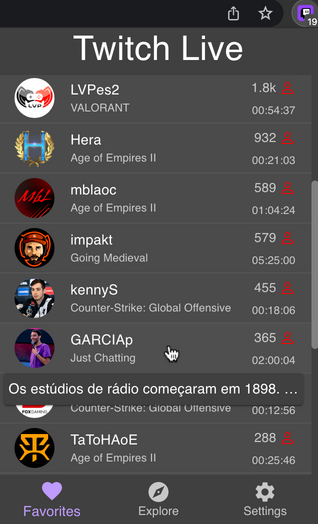 19
Twitch Live
LVPes2 1.8k
VALORANT 00:54:37
Hera 932
Age of Empires II 00:21:03
mblaoc 589
Age of Empires II 01:04:24
impakt 579
Going Medieval 05:25:00
kennyS 455
Counter-Strike: Global Offensive 00:18:06
GARCIAp 365
Just Chatting 02:00:04
Os estúdios de rádio começaram em 1898. ...
Counter-Strike: Global Offensive 00:12:56
TaToHAoE 288
Age of Empires II 00:25:46
Favorites Explore Settings